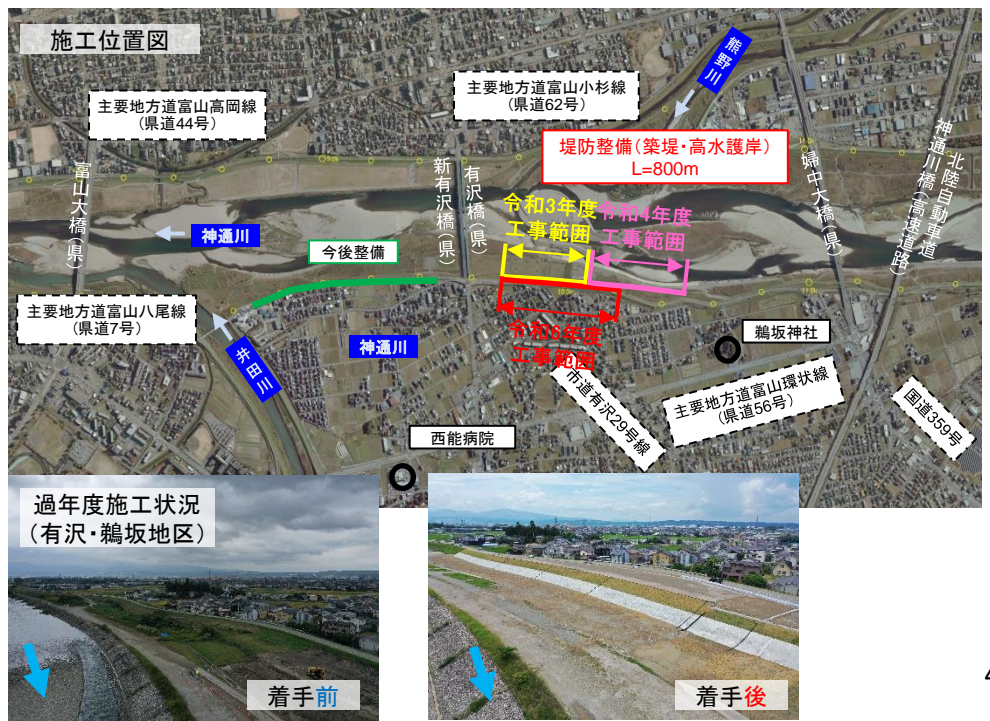 施工位置図
熊野川
主要地方道富山小杉線
(県道62号)
主要地方道富山高岡線
(県道44号)
堤防整備(築堤・高水護岸)
L=800m
富山大橋(県)
新有沢橋(県)
有沢橋(県)
婦中大橋(県)
北陸自動車道
神通川橋(高速道路)
令和3年度
工事範囲
令和4年度
工事範囲
神通川
今後整備
主要地方道富山八尾線
(県道7号)
井田川
神通川
令和6年度
工事範囲
鵜坂神社
市道有沢29号線
主要地方道富山環状線
(県道56号)
国道359号
西能病院
過年度施工状況
(有沢・鵜坂地区)
着手前
着手後